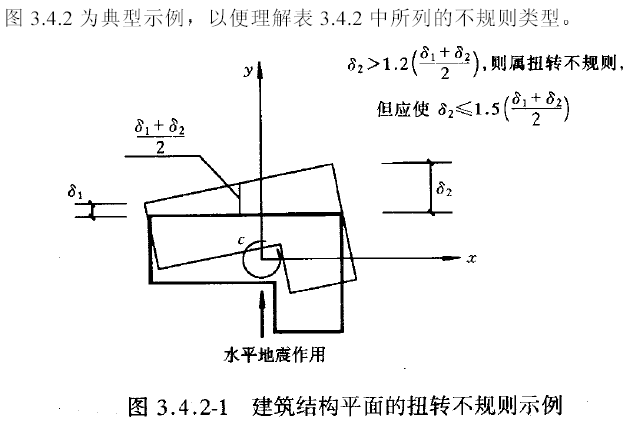 图 3.4.2 为典型示例，以便理解表 3.4.2 中所列的不规则类型。
δ₂>1.2((δ₁+δ₂)/2),则属扭转不规则,
但应使 δ₂≤1.5((δ₁+δ₂)/2)
y
(δ₁+δ₂)/2
δ₁
δ₂
c
x
水平地震作用
图 3.4.2-1 建筑结构平面的扭转不规则示例